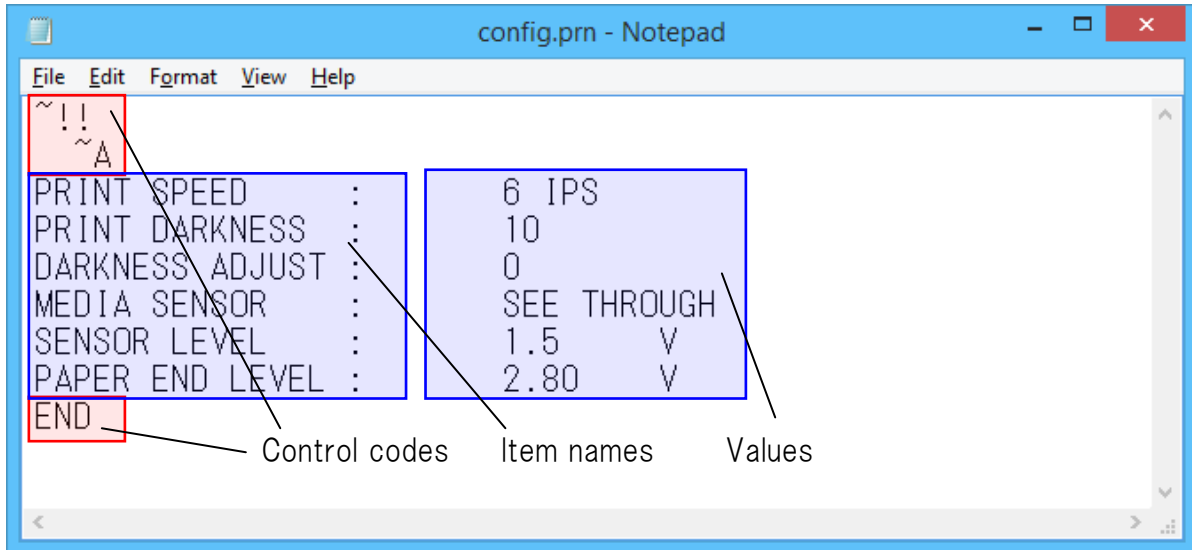 config.prn - Notepad
File Edit Format View Help
~!!
~A
PRINT SPEED : 6 IPS
PRINT DARKNESS : 10
DARKNESS ADJUST : 0
MEDIA SENSOR : SEE THROUGH
SENSOR LEVEL : 1.5 V
PAPER END LEVEL : 2.80 V
END
Control codes Item names Values